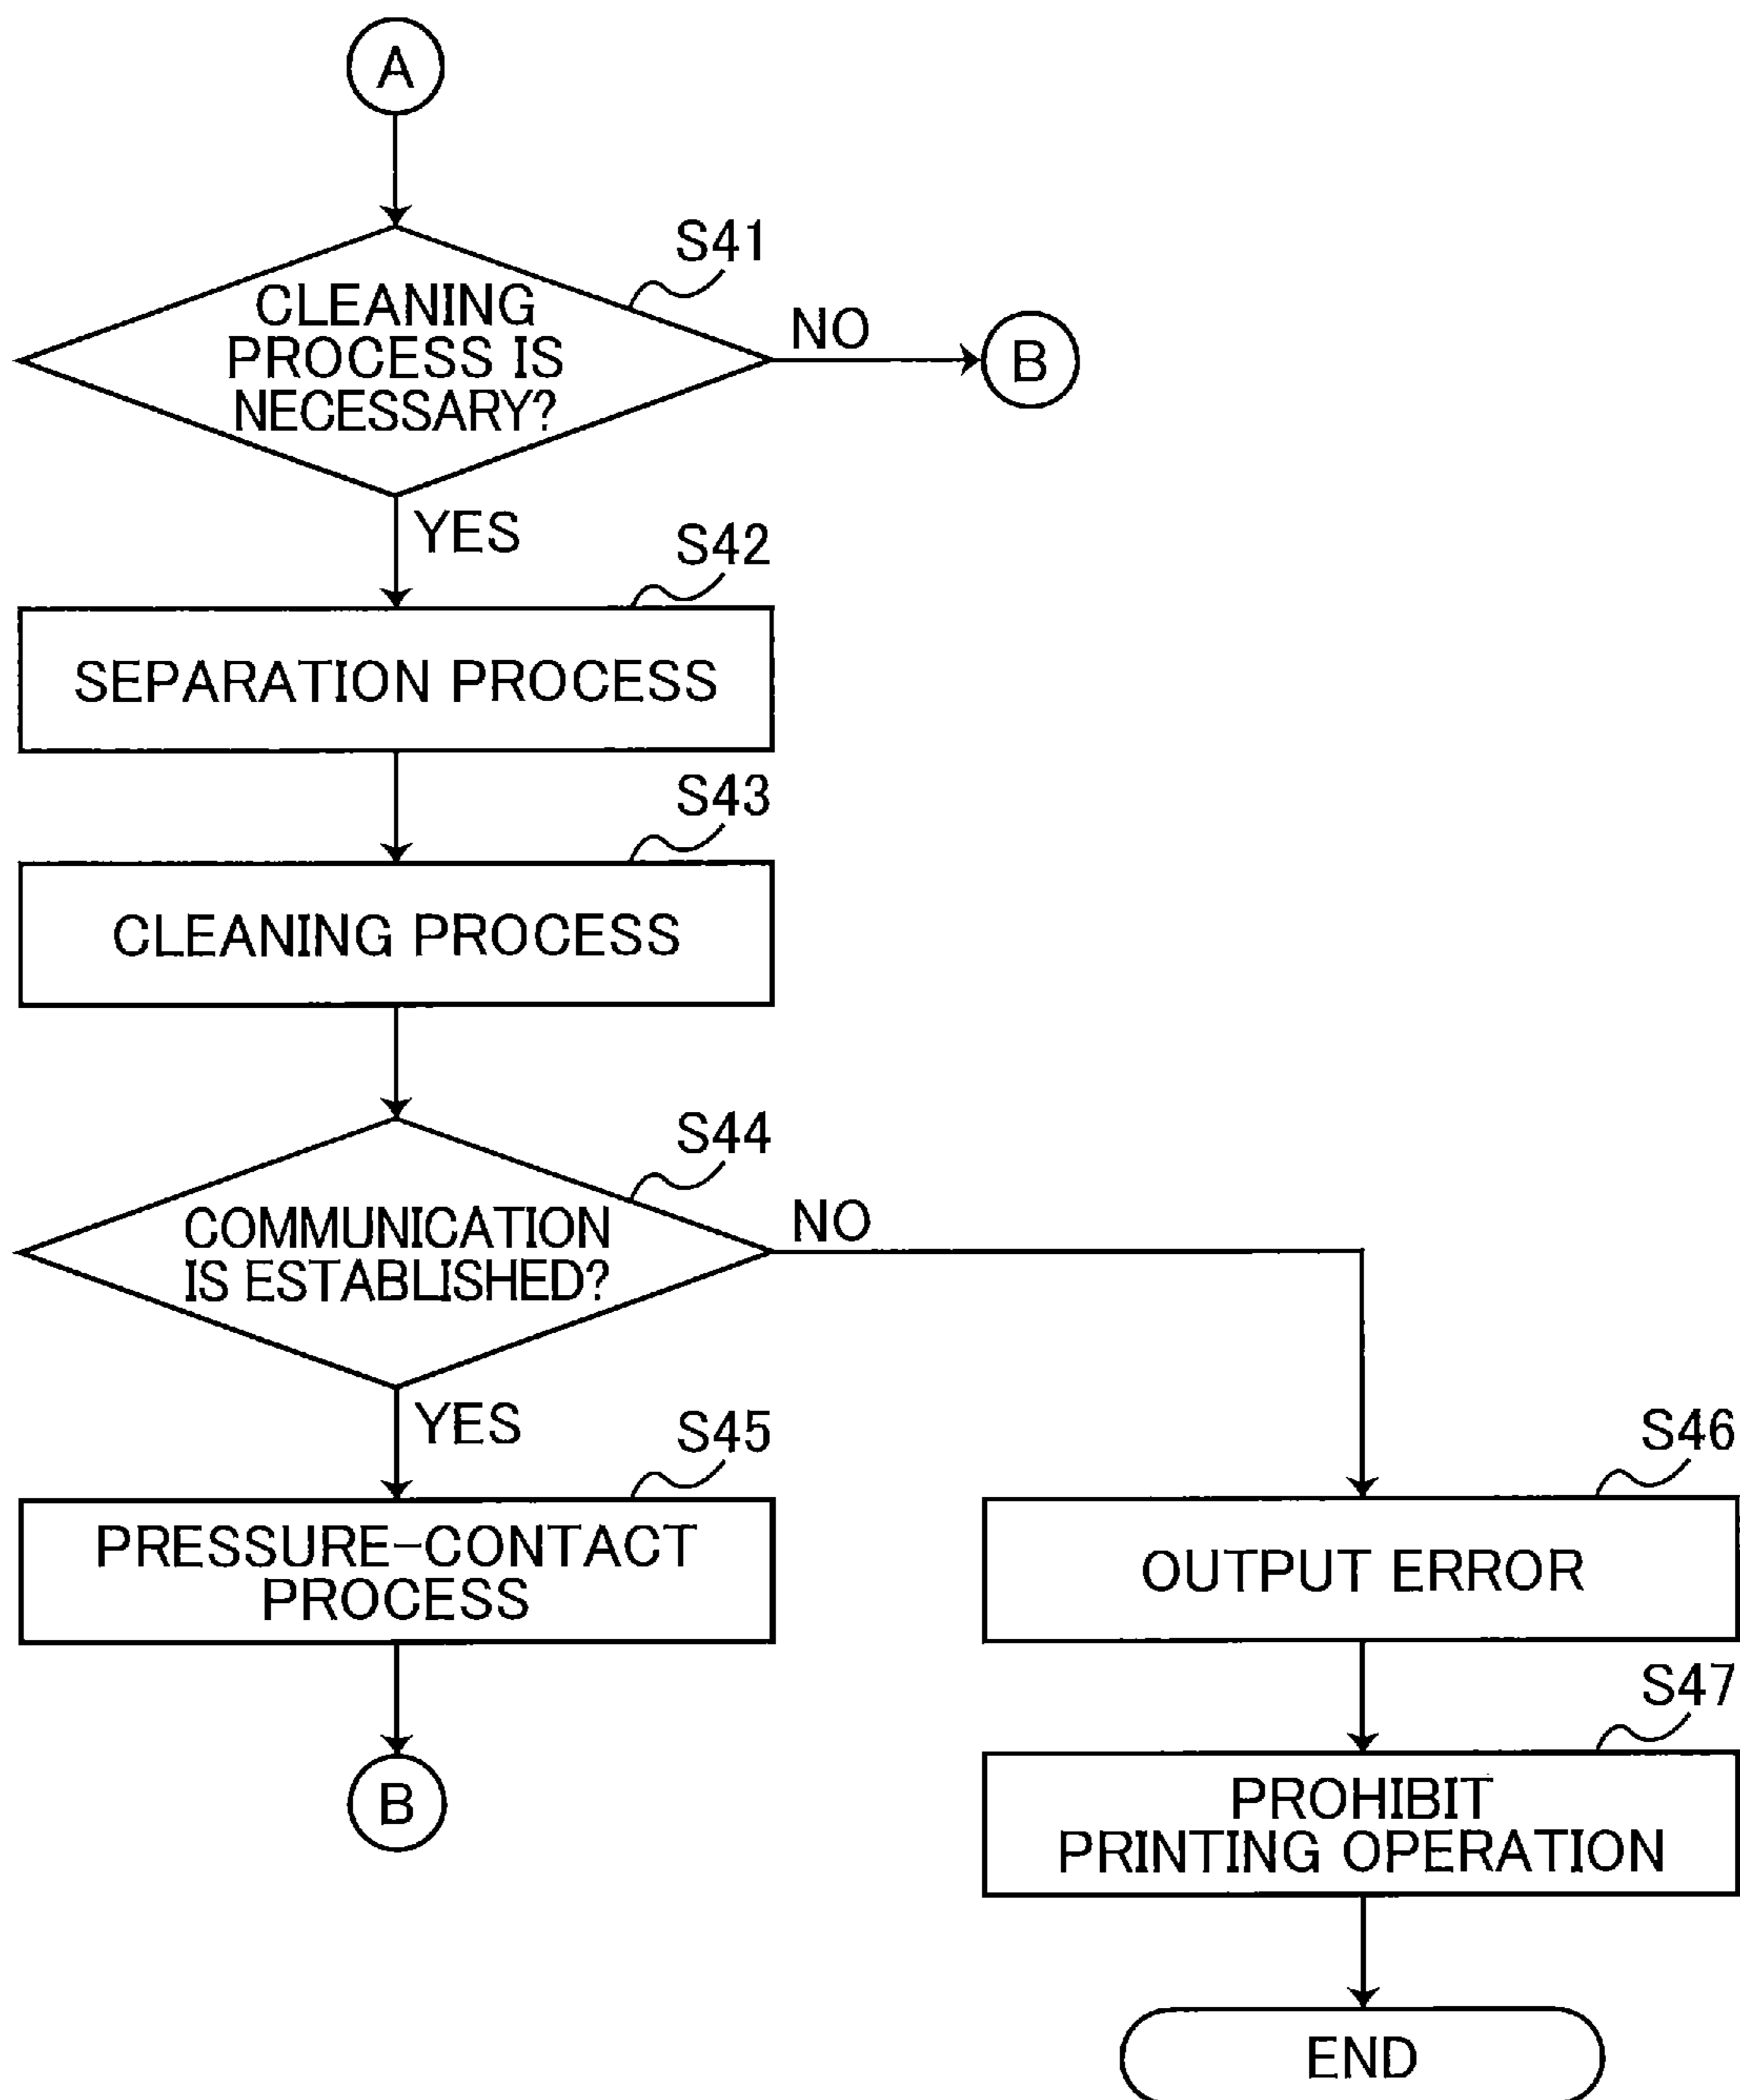 A
S41
CLEANING
PROCESS IS
NECESSARY?
NO
B
YES
S42
SEPARATION PROCESS
S43
CLEANING PROCESS
S44
COMMUNICATION
IS ESTABLISHED?
NO
YES
S45
PRESSURE-CONTACT
PROCESS
B
S46
OUTPUT ERROR
S47
PROHIBIT
PRINTING OPERATION
END